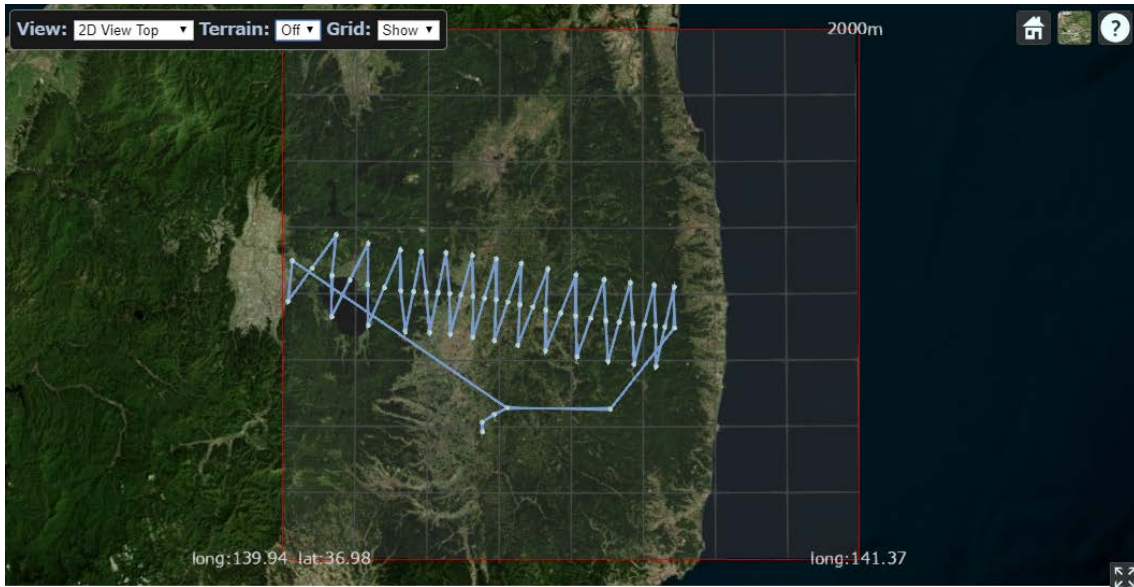 View: 2D View Top Terrain: Off Grid: Show
2000m
?
long:139.94 lat:36.98
long:141.37